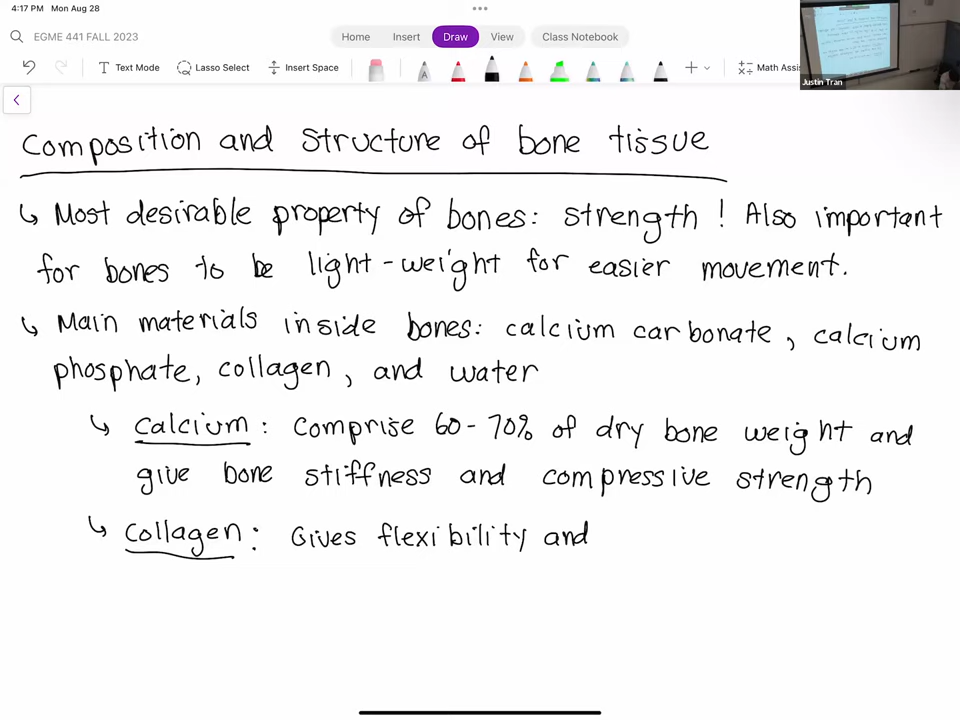 4:17 PM Mon Aug 28
EGME 441 FALL 2023
Home Insert Draw View Class Notebook
Text Mode Lasso Select Insert Space Math Assis
Justin Tran
Composition and structure of bone tissue
↳ Most desirable property of bones: strength! Also important
for bones to be light-weight for easier movement.
↳ Main materials inside bones: calcium carbonate, calcium
phosphate, collagen, and water
↳ Calcium: Comprise 60-70% of dry bone weight and
give bone stiffness and compressive strength
↳ Collagen: Gives flexibility and